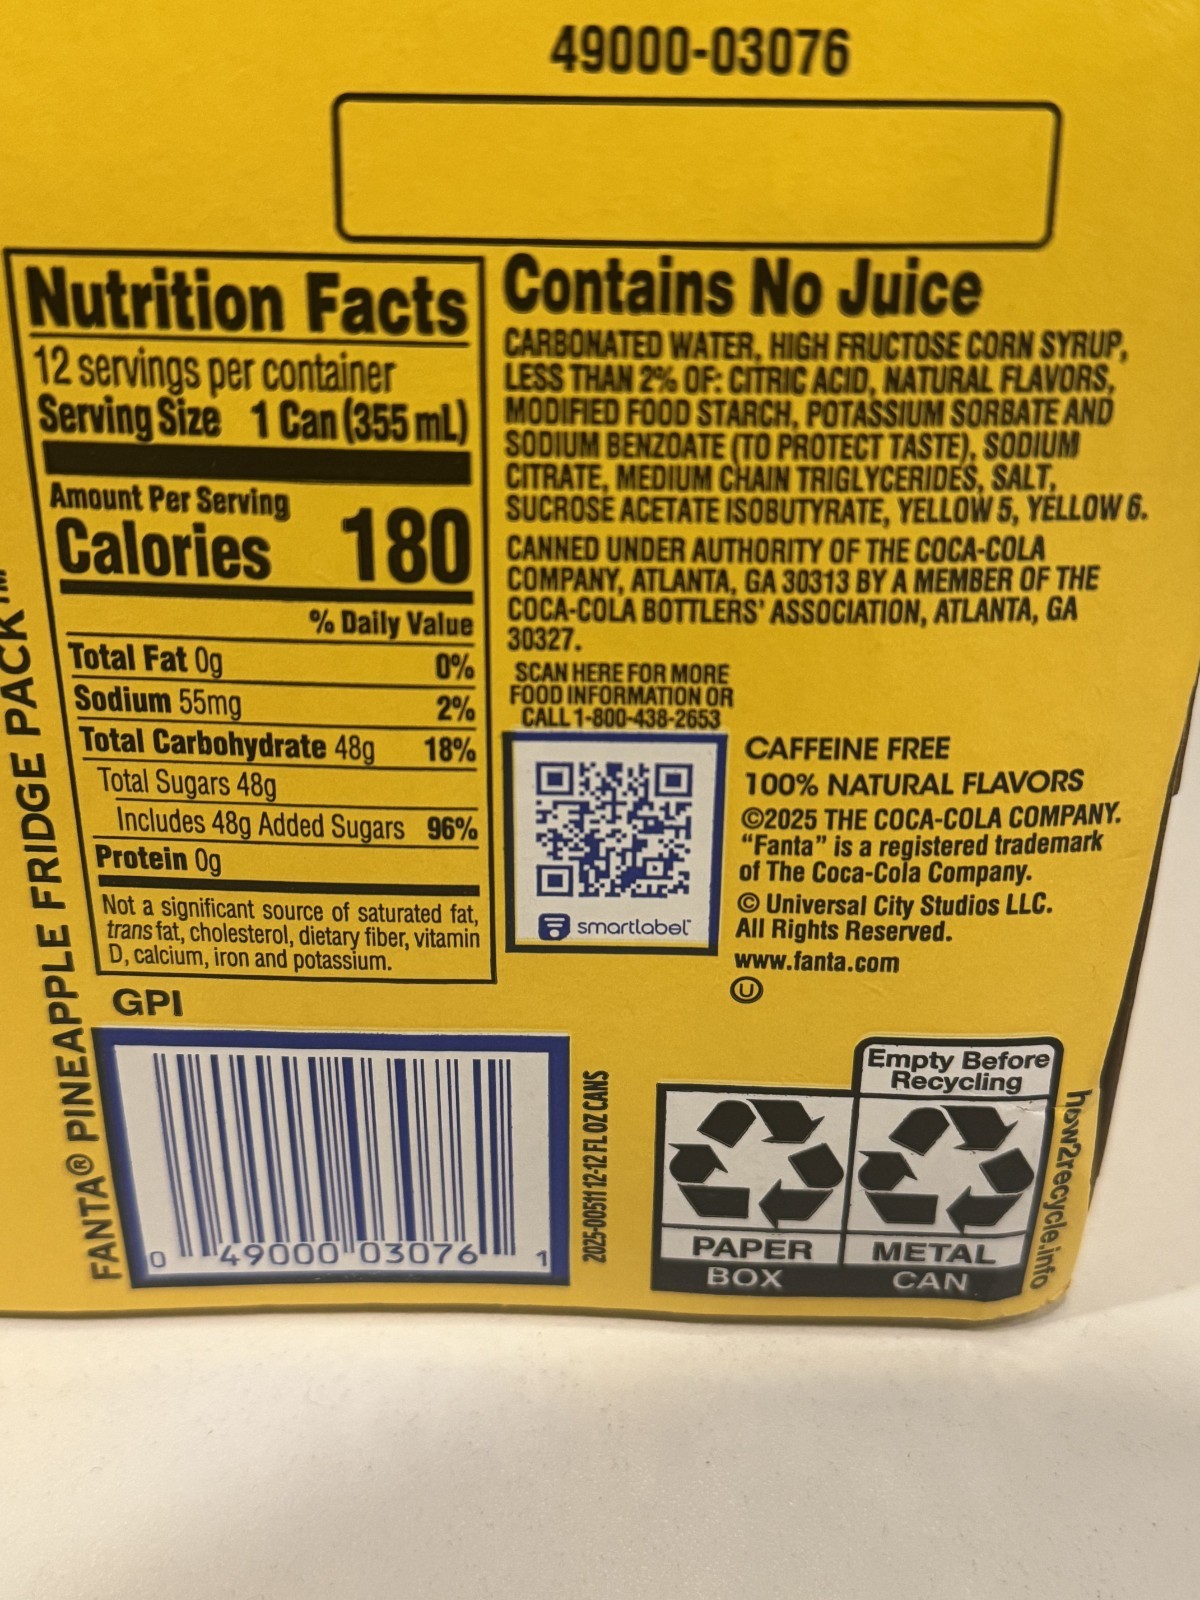 49000-03076
Nutrition Facts
12 servings per container
Serving Size 1 Can (355 mL)
Amount Per Serving
Calories 180
% Daily Value
Total Fat 0g 0%
Sodium 55mg 2%
Total Carbohydrate 48g 18%
Total Sugars 48g
Includes 48g Added Sugars 96%
Protein 0g
Not a significant source of saturated fat,
trans fat, cholesterol, dietary fiber, vitamin
D, calcium, iron and potassium.
Contains No Juice
CARBONATED WATER, HIGH FRUCTOSE CORN SYRUP,
LESS THAN 2% OF: CITRIC ACID, NATURAL FLAVORS,
MODIFIED FOOD STARCH, POTASSIUM SORBATE AND
SODIUM BENZOATE (TO PROTECT TASTE), SODIUM
CITRATE, MEDIUM CHAIN TRIGLYCERIDES, SALT,
SUCROSE ACETATE ISOBUTYRATE, YELLOW 5, YELLOW 6.
CANNED UNDER AUTHORITY OF THE COCA-COLA
COMPANY, ATLANTA, GA 30313 BY A MEMBER OF THE
COCA-COLA BOTTLERS' ASSOCIATION, ATLANTA, GA
30327.
SCAN HERE FOR MORE
FOOD INFORMATION OR
CALL 1-800-438-2653
smartlabel™
CAFFEINE FREE
100% NATURAL FLAVORS
©2025 THE COCA-COLA COMPANY.
"Fanta" is a registered trademark
of The Coca-Cola Company.
© Universal City Studios LLC.
All Rights Reserved.
www.fanta.com
U
GPI
FANTA® PINEAPPLE FRIDGE PACK™
0 49000 03076 1
2025-00511 12-12 FL OZ CANS
Empty Before
Recycling
PAPER
BOX
METAL
CAN
how2recycle.info